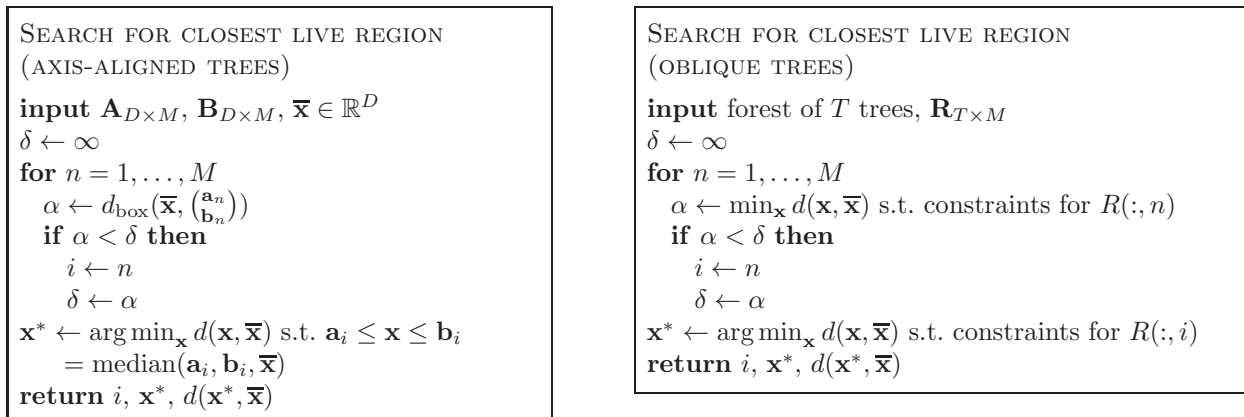 SEARCH FOR CLOSEST LIVE REGION
(AXIS-ALIGNED TREES)
input A_{D×M}, B_{D×M}, x̅ ∈ ℝ^D
δ ← ∞
for n = 1, . . . , M
α ← d_box(x̅, (a_n b_n))
if α < δ then
i ← n
δ ← α
x* ← arg min_x d(x, x̅) s.t. a_i ≤ x ≤ b_i
= median(a_i, b_i, x̅)
return i, x*, d(x*, x̅)
SEARCH FOR CLOSEST LIVE REGION
(OBLIQUE TREES)
input forest of T trees, R_{T×M}
δ ← ∞
for n = 1, . . . , M
α ← min_x d(x, x̅) s.t. constraints for R(:, n)
if α < δ then
i ← n
δ ← α
x* ← arg min_x d(x, x̅) s.t. constraints for R(:, i)
return i, x*, d(x*, x̅)